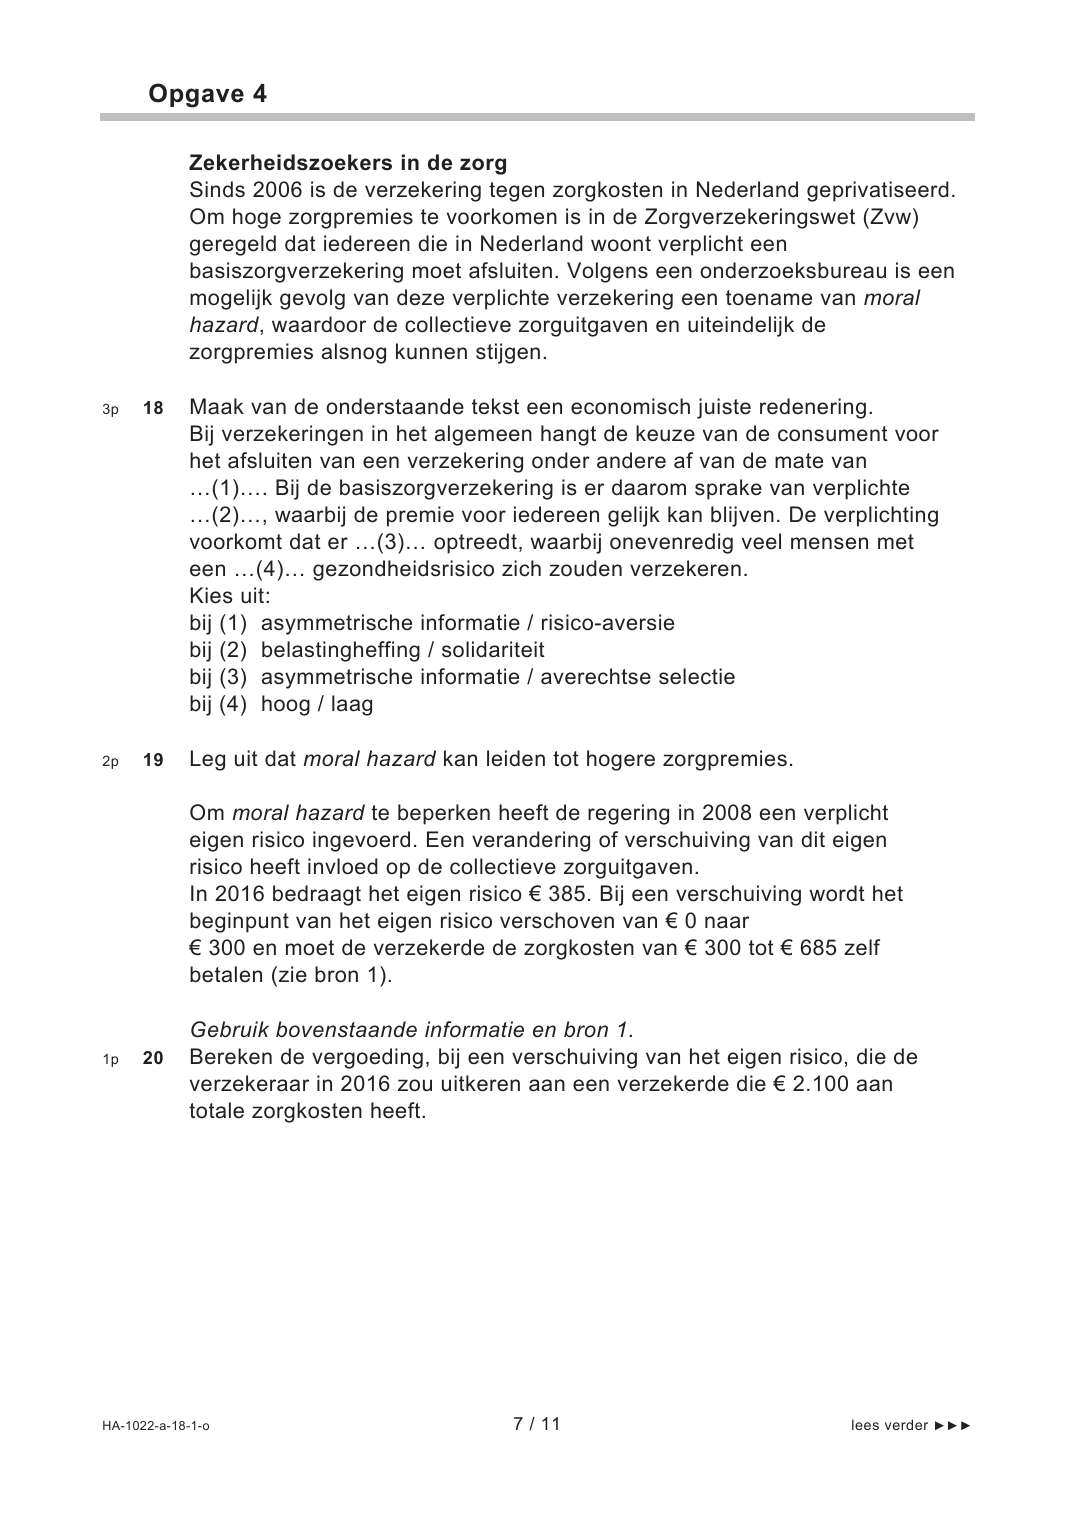 Opgave 4
Zekerheidszoekers in de zorg
Sinds 2006 is de verzekering tegen zorgkosten in Nederland geprivatiseerd.
Om hoge zorgpremies te voorkomen is in de Zorgverzekeringswet (Zvw)
geregeld dat iedereen die in Nederland woont verplicht een
basiszorgverzekering moet afsluiten. Volgens een onderzoeksbureau is een
mogelijk gevolg van deze verplichte verzekering een toename van moral
hazard, waardoor de collectieve zorguitgaven en uiteindelijk de
zorgpremies alsnog kunnen stijgen.
3p 18 Maak van de onderstaande tekst een economisch juiste redenering.
Bij verzekeringen in het algemeen hangt de keuze van de consument voor
het afsluiten van een verzekering onder andere af van de mate van
…(1)…. Bij de basiszorgverzekering is er daarom sprake van verplichte
…(2)…, waarbij de premie voor iedereen gelijk kan blijven. De verplichting
voorkomt dat er …(3)… optreedt, waarbij onevenredig veel mensen met
een …(4)… gezondheidsrisico zich zouden verzekeren.
Kies uit:
bij (1) asymmetrische informatie / risico-aversie
bij (2) belastingheffing / solidariteit
bij (3) asymmetrische informatie / averechtse selectie
bij (4) hoog / laag
2p 19 Leg uit dat moral hazard kan leiden tot hogere zorgpremies.
Om moral hazard te beperken heeft de regering in 2008 een verplicht
eigen risico ingevoerd. Een verandering of verschuiving van dit eigen
risico heeft invloed op de collectieve zorguitgaven.
In 2016 bedraagt het eigen risico € 385. Bij een verschuiving wordt het
beginpunt van het eigen risico verschoven van € 0 naar
€ 300 en moet de verzekerde de zorgkosten van € 300 tot € 685 zelf
betalen (zie bron 1).
Gebruik bovenstaande informatie en bron 1.
1p 20 Bereken de vergoeding, bij een verschuiving van het eigen risico, die de
verzekeraar in 2016 zou uitkeren aan een verzekerde die € 2.100 aan
totale zorgkosten heeft.
HA-1022-a-18-1-o 7 / 11 lees verder ►►►